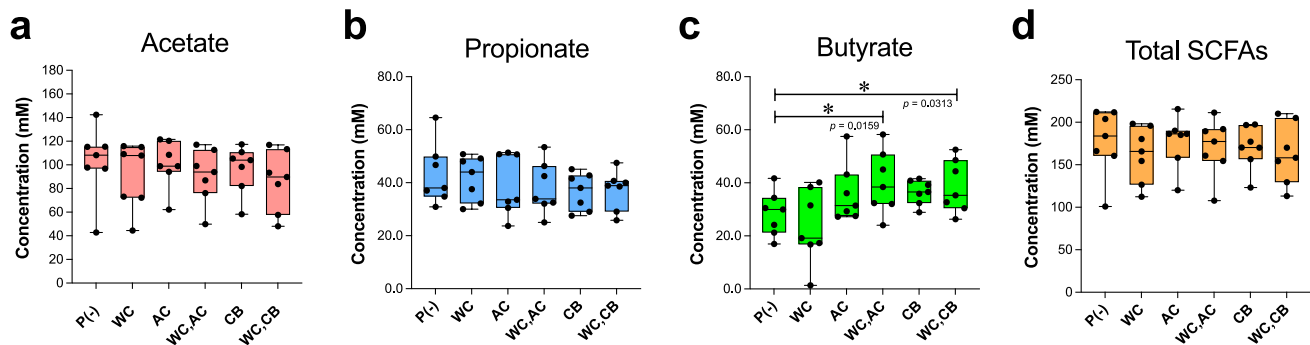 a
Acetate
Concentration (mM)
180
160
140
120
100
80
60
40
20
0
P(-)
WC
AC
WC,AC
CB
WC,CB
b
Propionate
Concentration (mM)
80.0
60.0
40.0
20.0
0.0
P(-)
WC
AC
WC,AC
CB
WC,CB
c
Butyrate
Concentration (mM)
80.0
60.0
40.0
20.0
0.0
*
p = 0.0313
*
p = 0.0159
P(-)
WC
AC
WC,AC
CB
WC,CB
d
Total SCFAs
Concentration (mM)
250
200
150
100
50
0
P(-)
WC
AC
WC,AC
CB
WC,CB